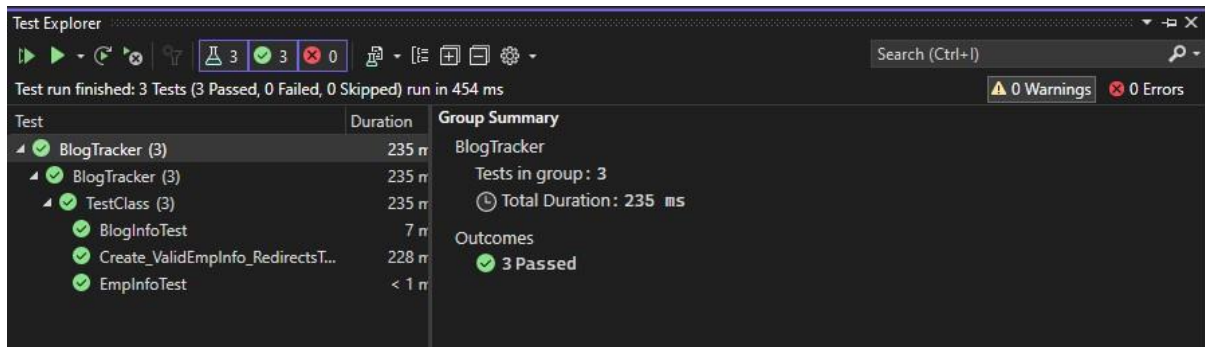 Test Explorer
3 3 0
Search (Ctrl+I)
Test run finished: 3 Tests (3 Passed, 0 Failed, 0 Skipped) run in 454 ms
0 Warnings 0 Errors
Test Duration
BlogTracker (3) 235 m
BlogTracker (3) 235 m
TestClass (3) 235 m
BlogInfoTest 7 m
Create_ValidEmpInfo_RedirectsT... 228 m
EmpInfoTest < 1 m
Group Summary
BlogTracker
Tests in group: 3
Total Duration: 235 ms
Outcomes
3 Passed